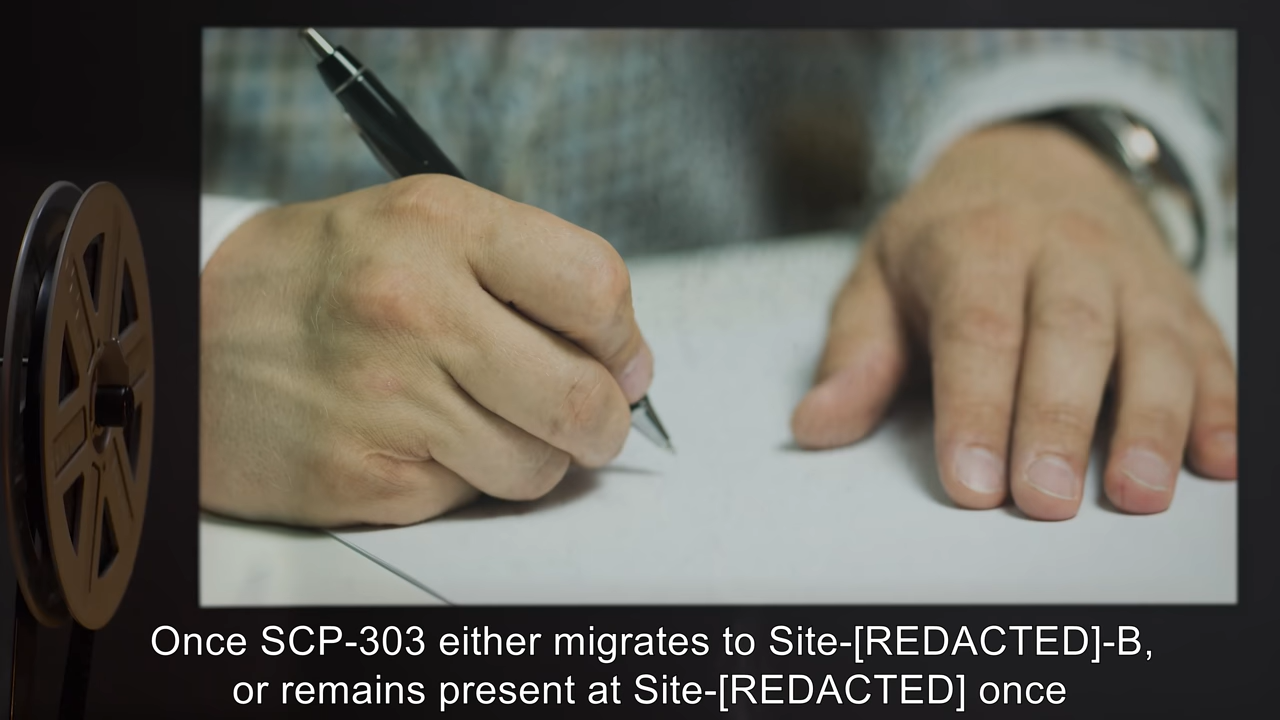 Once SCP-303 either migrates to Site-[REDACTED]-B,
or remains present at Site-[REDACTED] once